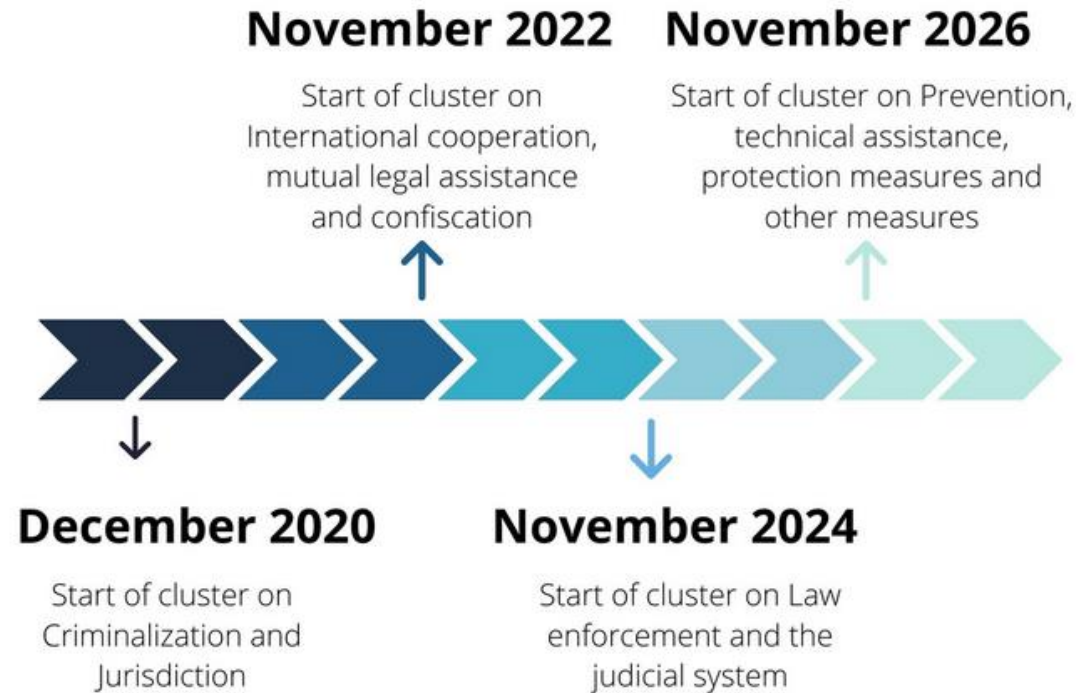 November 2022
Start of cluster on
International cooperation,
mutual legal assistance
and confiscation
November 2026
Start of cluster on Prevention,
technical assistance,
protection measures and
other measures
December 2020
Start of cluster on
Criminalization and
Jurisdiction
November 2024
Start of cluster on Law
enforcement and the
judicial system